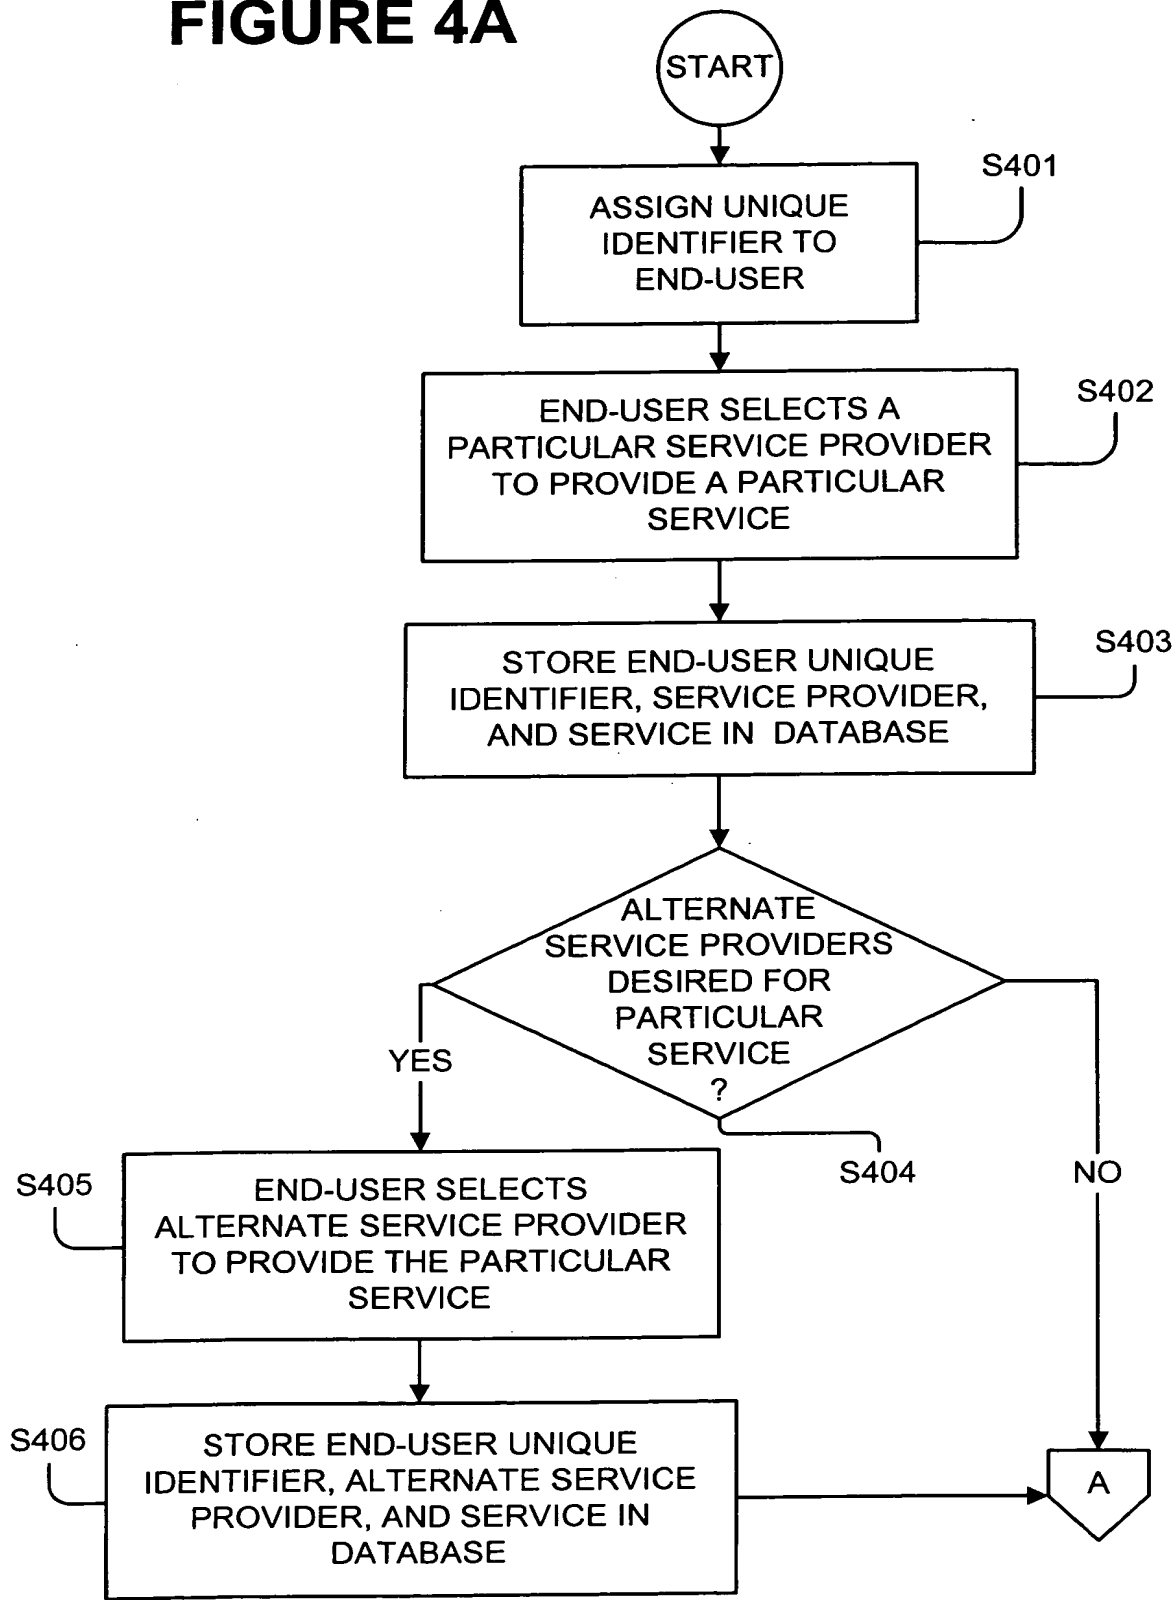 FIGURE 4A
START
S401
ASSIGN UNIQUE
IDENTIFIER TO
END-USER
S402
END-USER SELECTS A
PARTICULAR SERVICE PROVIDER
TO PROVIDE A PARTICULAR
SERVICE
S403
STORE END-USER UNIQUE
IDENTIFIER, SERVICE PROVIDER,
AND SERVICE IN DATABASE
ALTERNATE
SERVICE PROVIDERS
DESIRED FOR
PARTICULAR
SERVICE
?
YES
S404
NO
S405
END-USER SELECTS
ALTERNATE SERVICE PROVIDER
TO PROVIDE THE PARTICULAR
SERVICE
S406
STORE END-USER UNIQUE
IDENTIFIER, ALTERNATE SERVICE
PROVIDER, AND SERVICE IN
DATABASE
A